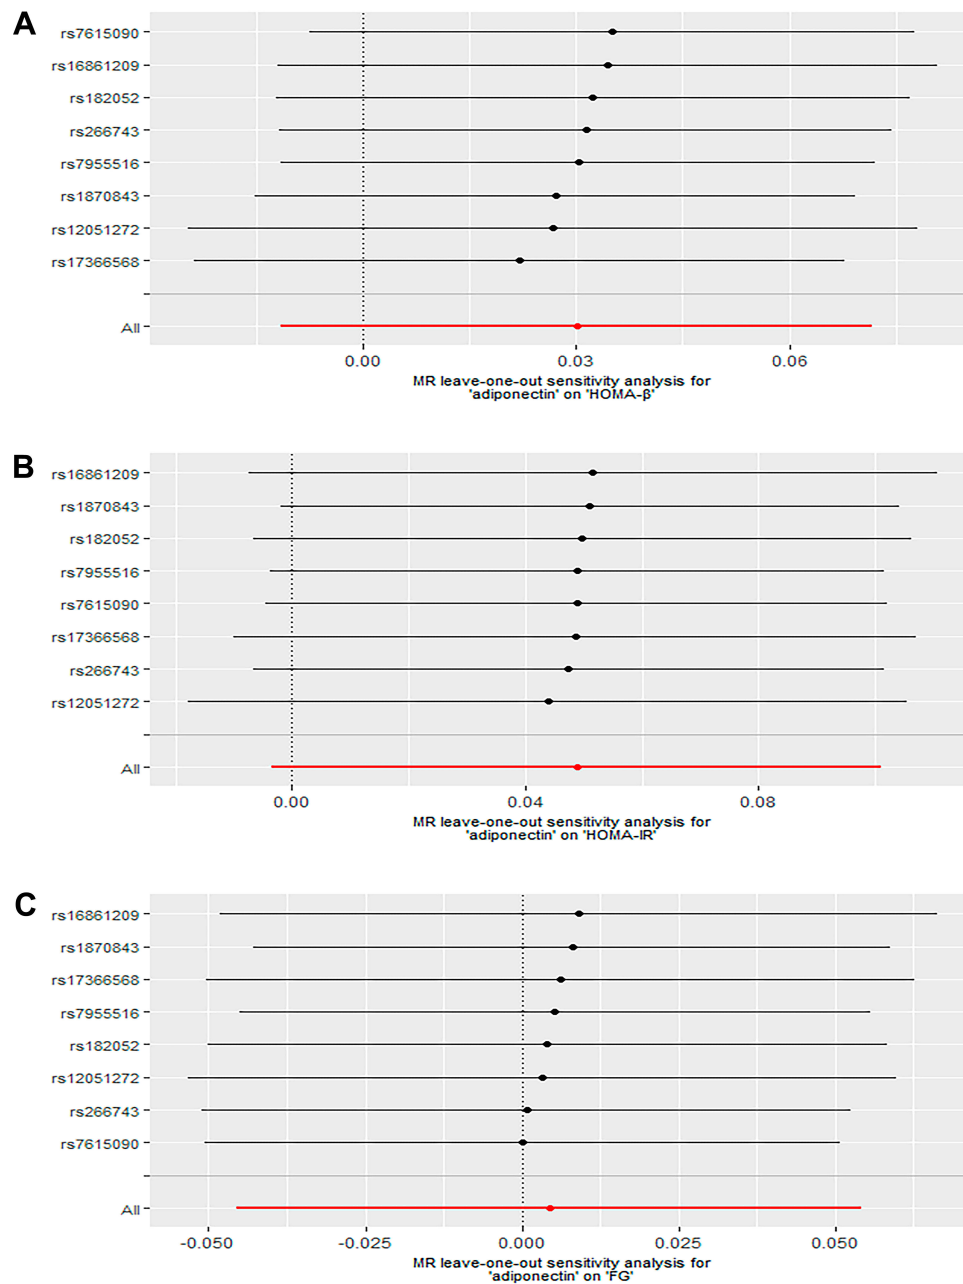 A
rs7615090
rs16861209
rs182052
rs266743
rs7955516
rs1870843
rs12051272
rs17366568
All
0.00 0.03 0.06
MR leave-one-out sensitivity analysis for
'adiponectin' on 'HOMA-β'
B
rs16861209
rs1870843
rs182052
rs7955516
rs7615090
rs17366568
rs266743
rs12051272
All
0.00 0.04 0.08
MR leave-one-out sensitivity analysis for
'adiponectin' on 'HOMA-IR'
C
rs16861209
rs1870843
rs17366568
rs7955516
rs182052
rs12051272
rs266743
rs7615090
All
-0.050 -0.025 0.000 0.025 0.050
MR leave-one-out sensitivity analysis for
'adiponectin' on 'FG'